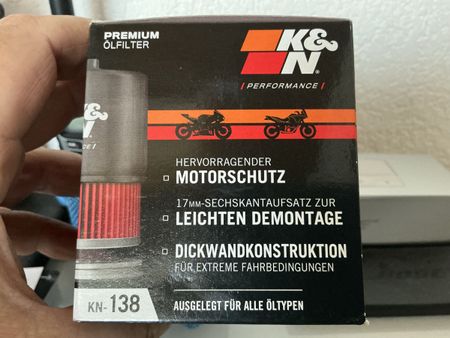 PREMIUM
ÖLFILTER
K&N®
/ PERFORMANCE /
K&
N
CE /
HERVORRAGENDER
MOTORSCHUTZ
17MM-SECHSKANTAUFSATZ ZUR
LEICHTEN DEMONTAGE
DICKWANDKONSTRUKTION
FÜR EXTREME FAHRBEDINGUNGEN
KN-138
AUSGELEGT FÜR ALLE ÖLTYPEN